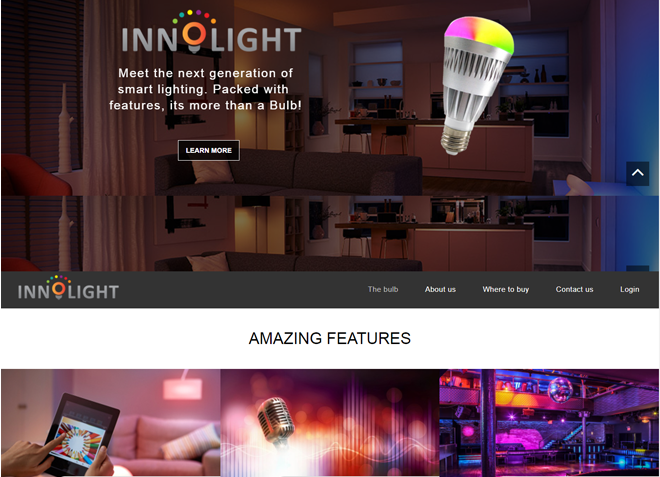 INNOLIGHT
Meet the next generation of
smart lighting. Packed with
features, its more than a Bulb!
LEARN MORE
INNOLIGHT
The bulb About us Where to buy Contact us Login
AMAZING FEATURES